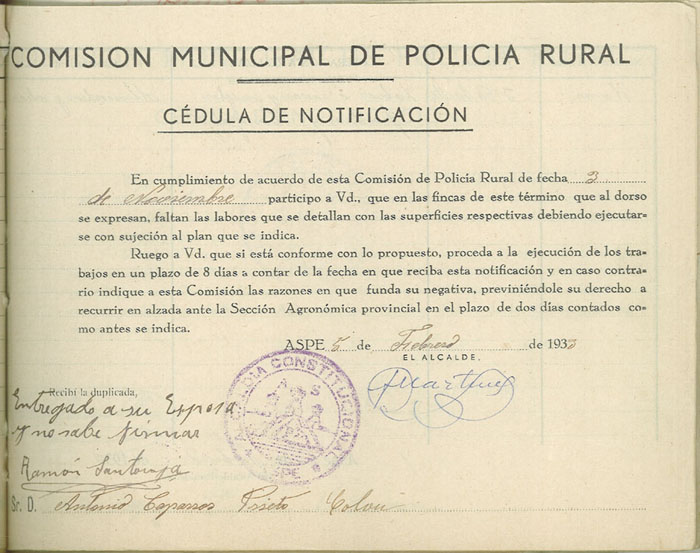 COMISION MUNICIPAL DE POLICIA RURAL
CÉDULA DE NOTIFICACIÓN
En cumplimiento de acuerdo de esta Comisión de Policia Rural de fecha 3
de Noviembre participo a Vd., que en las fincas de este término que al dorso
se expresan, faltan las labores que se detallan con las superficies respectivas debiendo ejecutar-
se con sujeción al plan que se indica.
Ruego a Vd. que si está conforme con lo propuesto, proceda a la ejecución de los tra-
bajos en un plazo de 8 dias a contar de la fecha en que reciba esta notificación y en caso contra-
rio indique a esta Comisión las razones en que funda su negativa, previniéndole su derecho a
recurrir en alzada ante la Sección Agronómica provincial en el plazo de dos días contados co-
mo antes se indica.
ASPE 5 de Febrero de 193
EL ALCALDE,
ALCALDIA CONSTITUCIONAL
ASPE
Recibí la duplicada,
Entregado a su Esposa
y no sabe firmar
Ramón Santonja
Sr. D. Antonio Caparros Prieto Colon